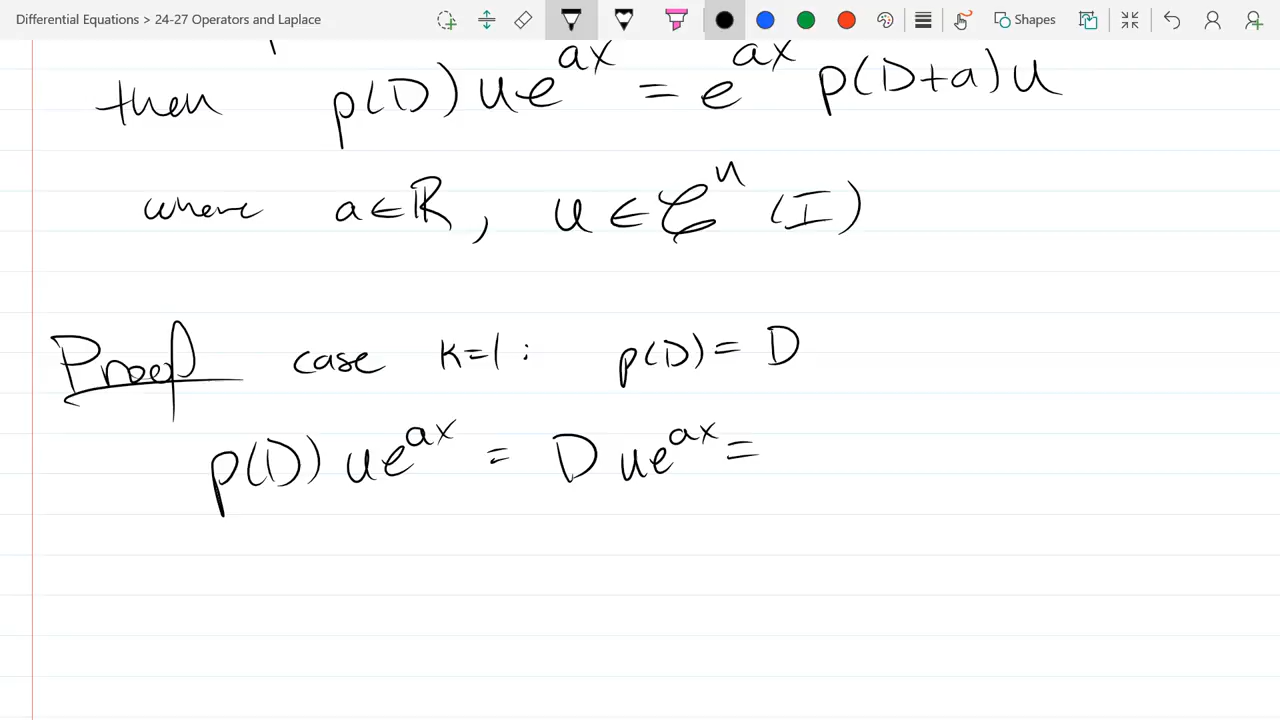 Differential Equations > 24-27 Operators and Laplace
Shapes
then p(D) ue^{ax} = e^{ax} p(D+a)u
where a∈ℝ, u∈𝒞^n (I)
Proof case k=1: p(D) = D
p(D) ue^{ax} = D ue^{ax} =